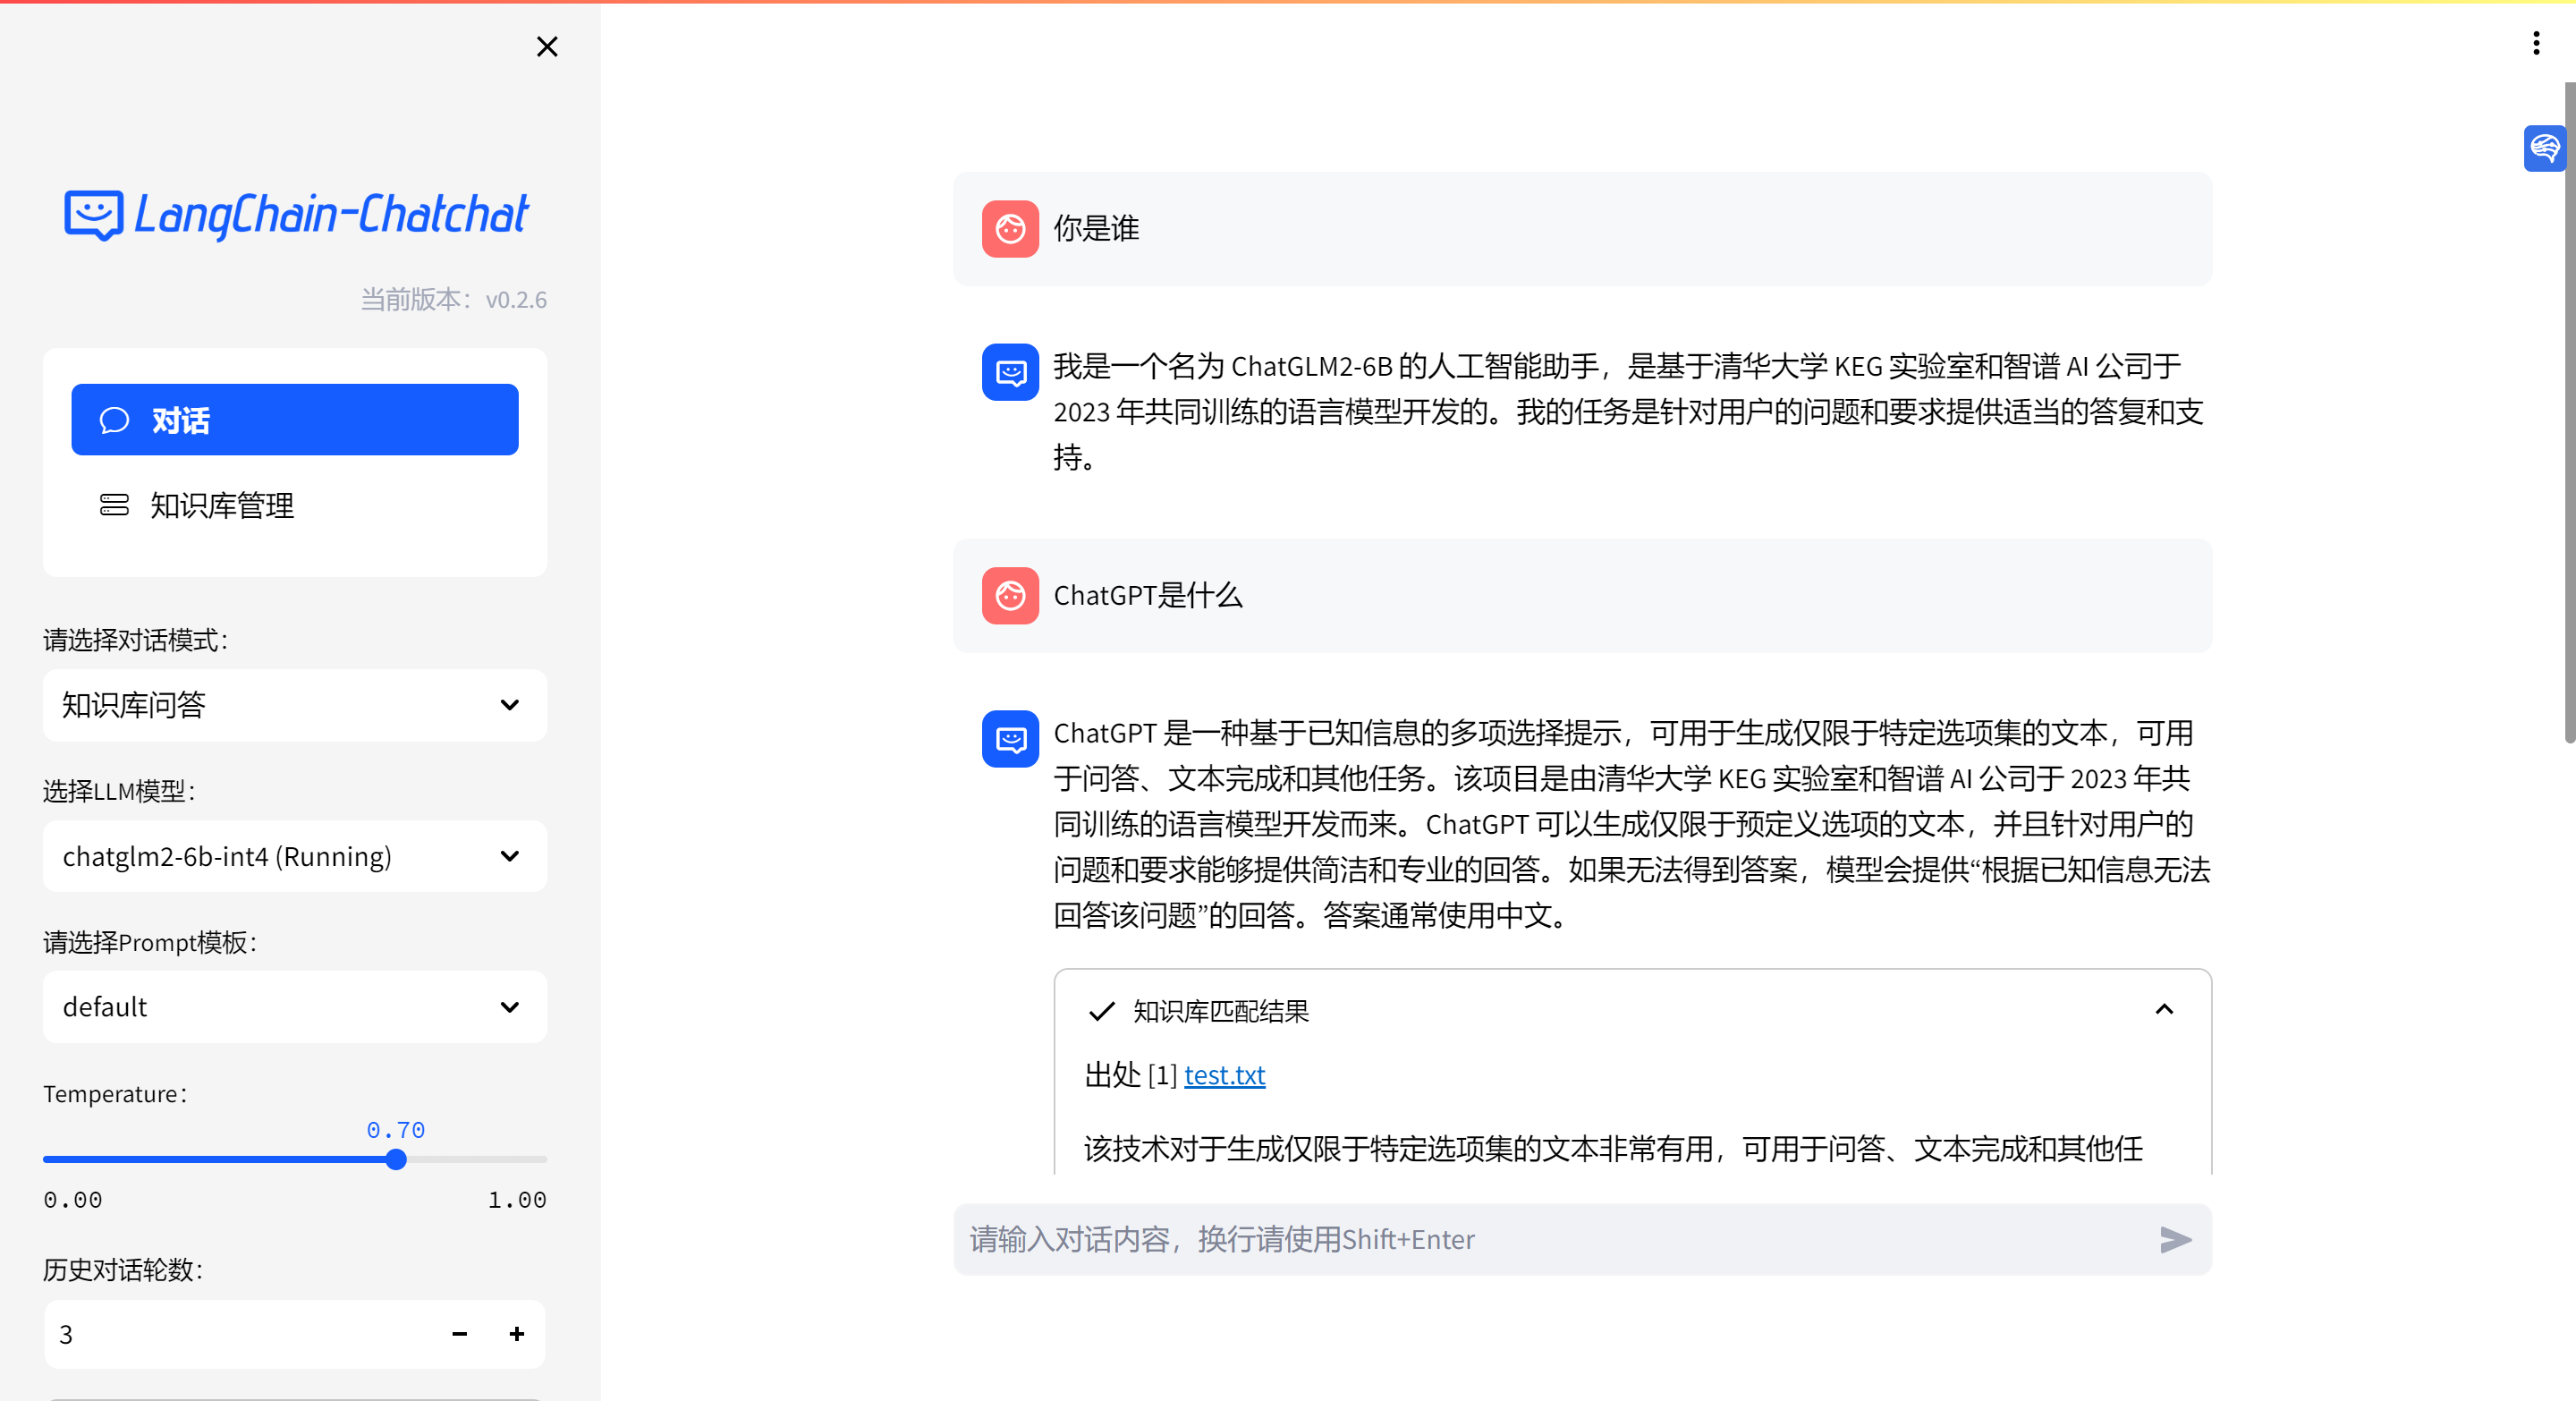 LangChain-Chatchat
当前版本：v0.2.6
对话
知识库管理
请选择对话模式：
知识库问答
选择LLM模型：
chatglm2-6b-int4 (Running)
请选择Prompt模板：
default
Temperature：
0.70
0.00
1.00
历史对话轮数：
3
你是谁
我是一个名为 ChatGLM2-6B 的人工智能助手，是基于清华大学 KEG 实验室和智谱 AI 公司于
2023 年共同训练的语言模型开发的。我的任务是针对用户的问题和要求提供适当的答复和支
持。
ChatGPT是什么
ChatGPT 是一种基于已知信息的多项选择提示，可用于生成仅限于特定选项集的文本，可用
于问答、文本完成和其他任务。该项目是由清华大学 KEG 实验室和智谱 AI 公司于 2023 年共
同训练的语言模型开发而来。ChatGPT 可以生成仅限于预定义选项的文本，并且针对用户的
问题和要求能够提供简洁和专业的回答。如果无法得到答案，模型会提供“根据已知信息无法
回答该问题”的回答。答案通常使用中文。
知识库匹配结果
出处 [1] test.txt
该技术对于生成仅限于特定选项集的文本非常有用，可用于问答、文本完成和其他任
请输入对话内容，换行请使用Shift+Enter